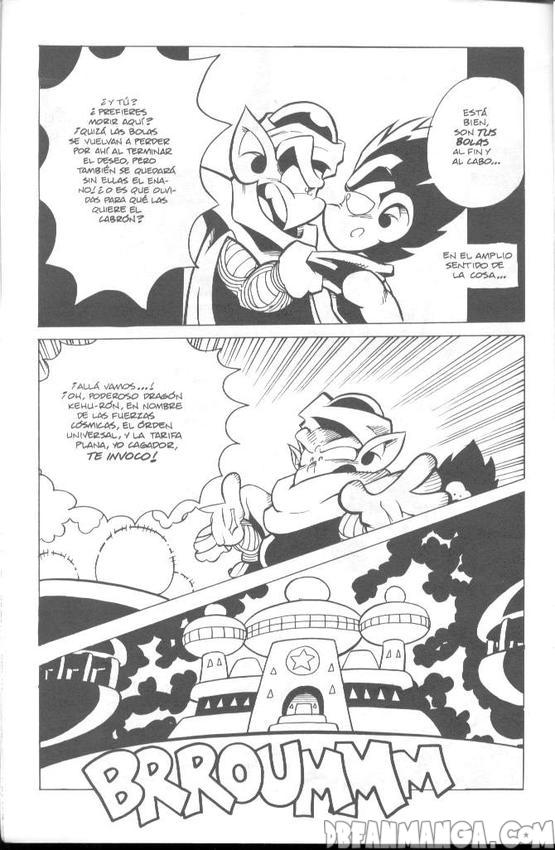 ¿Y TÚ?
¿PREFIERES
MORIR AQUÍ?
¡QUIZÁ LAS BOLAS
SE VUELVAN A PERDER
POR AHÍ AL TERMINAR
EL DESEO, PERO
TAMBIÉN SE QUEDARÁ
SIN ELLAS EL ENA-
NO! ¿O ES QUE OLVI-
DAS PARA QUÉ LAS
QUIERE EL
CABRÓN?
ESTÁ
BIEN,
SON TUS
BOLAS
AL FIN Y
AL CABO...
EN EL AMPLIO
SENTIDO DE
LA COSA...
¡ALLÁ VAMOS...!
¡OH, PODEROSO DRAGÓN
KEHU-RÓN, EN NOMBRE
DE LAS FUERZAS
CÓSMICAS, EL ÓRDEN
UNIVERSAL, Y LA TARIFA
PLANA, YO CAGADOR,
TE INVOCO!
BRROUMMM
DBEANMANGA.COM